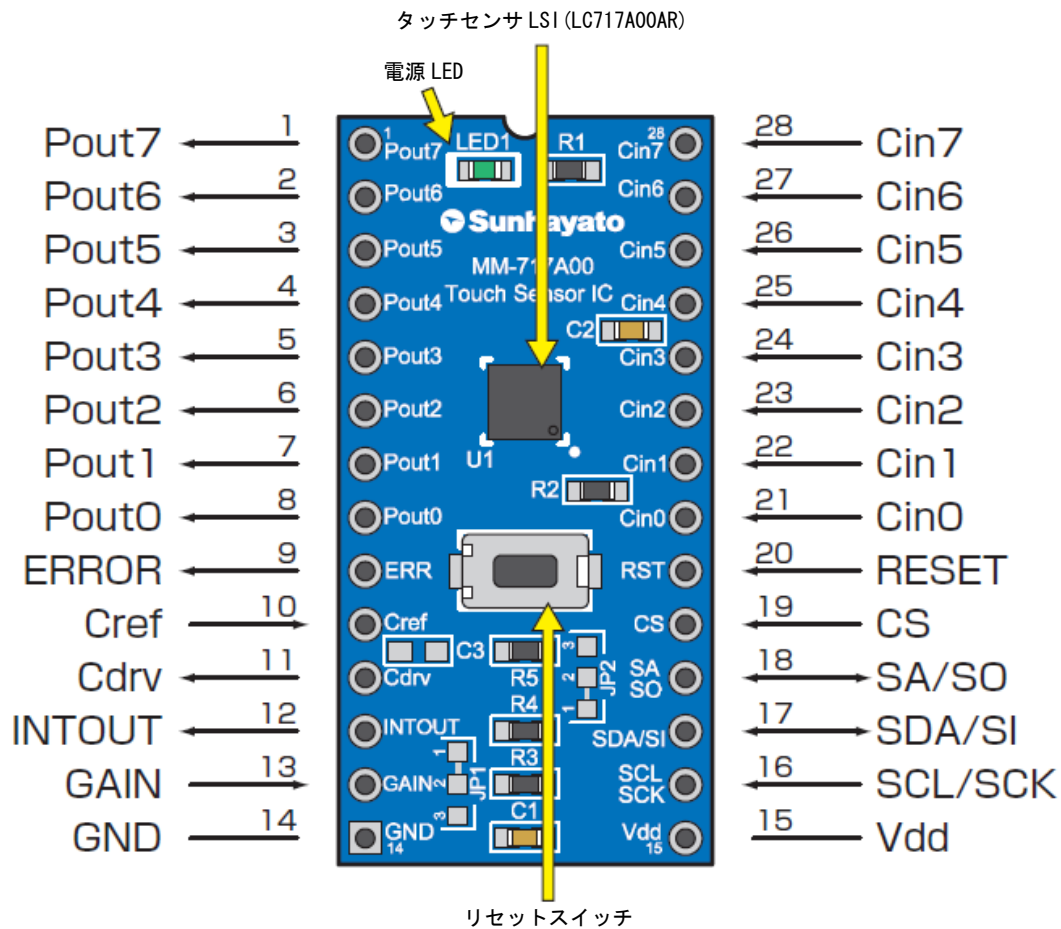 タッチセンサ LSI(LC717A00AR)
電源 LED
Pout7 1
Pout6 2
Pout5 3
Pout4 4
Pout3 5
Pout2 6
Pout1 7
Pout0 8
ERROR 9
Cref 10
Cdrv 11
INTOUT 12
GAIN 13
GND 14
1 Pout7
Pout6
Pout5
Pout4
Pout3
Pout2
Pout1
Pout0
ERR
Cref
Cdrv
INTOUT
GAIN
GND
14
LED1
R1
Sunhayato
MM-717A00
Touch Sensor IC
C2
U1
R2
C3
R5
R4
R3
C1
JP2
3
2
1
JP1
1
2
3
28
Cin7
Cin6
Cin5
Cin4
Cin3
Cin2
Cin1
Cin0
RST
CS
SA
SO
SDA/SI
SCL
SCK
Vdd
15
28 Cin7
27 Cin6
26 Cin5
25 Cin4
24 Cin3
23 Cin2
22 Cin1
21 Cin0
20 RESET
19 CS
18 SA/SO
17 SDA/SI
16 SCL/SCK
15 Vdd
リセットスイッチ